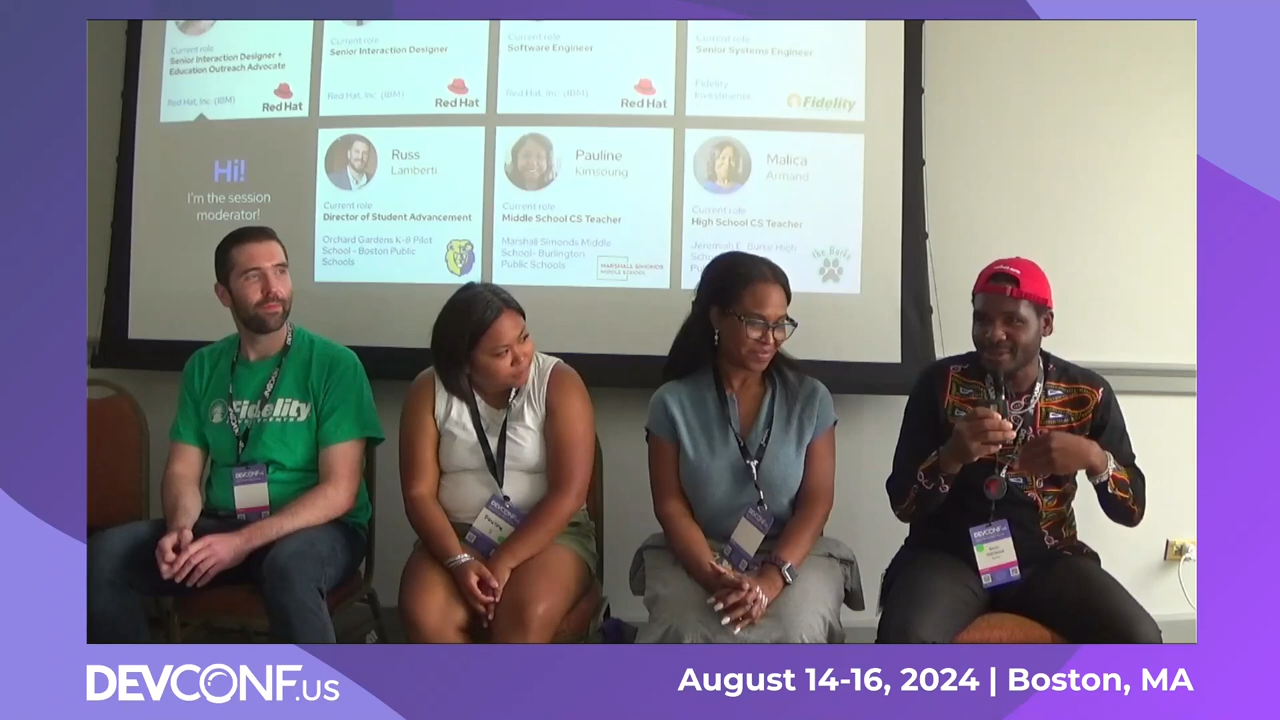 Current role
Senior Interaction Designer +
Education Outreach Advocate
Red Hat, Inc. (IBM)
Red Hat
Current role
Senior Interaction Designer
Red Hat, Inc. (IBM)
Red Hat
Current role
Software Engineer
Red Hat, Inc. (IBM)
Red Hat
Current role
Senior Systems Engineer
Fidelity
Investments
Fidelity
Hi!
I'm the session
moderator!
Russ
Lamberti
Current role
Director of Student Advancement
Orchard Gardens K-8 Pilot
School - Boston Public
Schools
Pauline
Kimsoung
Current role
Middle School CS Teacher
Marshall Simonds Middle
School- Burlington
Public Schools
MARSHALL SIMONDS
MIDDLE SCHOOL
Malica
Armand
Current role
High School CS Teacher
Jeremiah E. Burke High
the Burke
Fidelity
DEVCONF.us
DEVCONF
DEVCONF
DEVCONF
DEVCONF.us
August 14-16, 2024 | Boston, MA